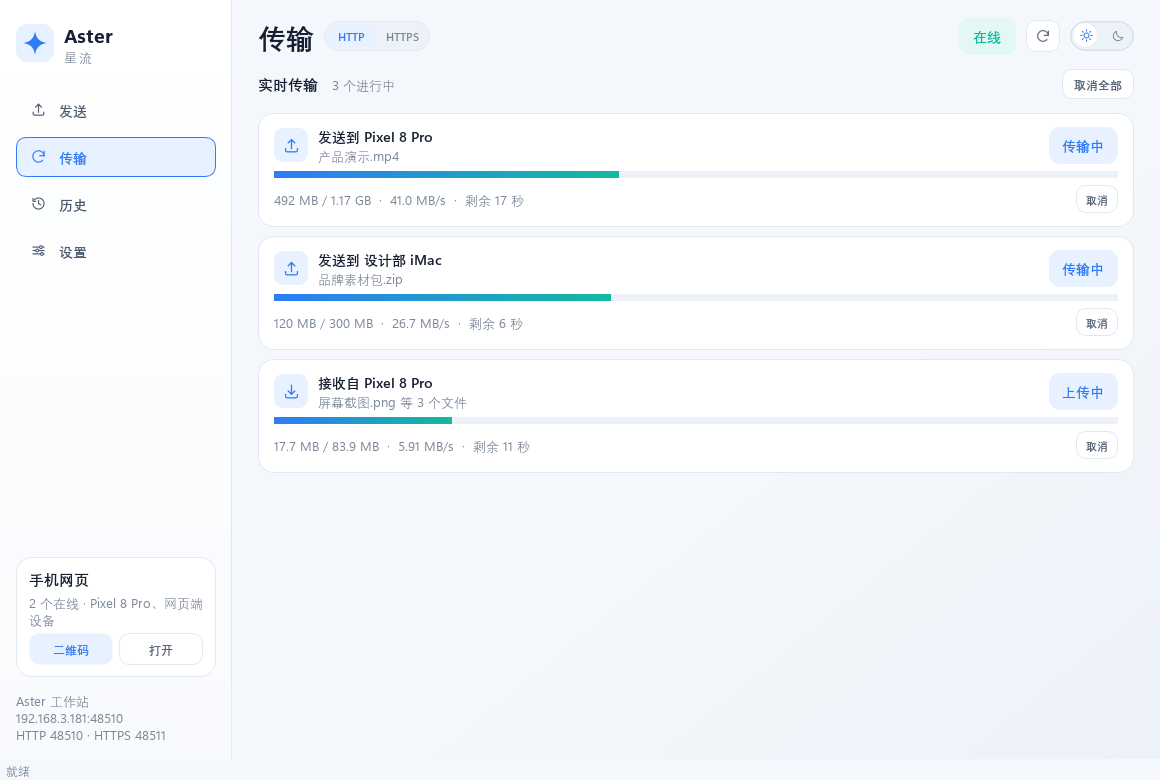 Aster
星流
发送
传输
历史
设置
手机网页
2 个在线 · Pixel 8 Pro、网页端
设备
二维码
打开
Aster 工作站
192.168.3.181:48510
HTTP 48510 · HTTPS 48511
就绪
传输
HTTP
HTTPS
在线
实时传输
3 个进行中
取消全部
发送到 Pixel 8 Pro
产品演示.mp4
传输中
492 MB / 1.17 GB · 41.0 MB/s · 剩余 17 秒
取消
发送到 设计部 iMac
品牌素材包.zip
传输中
120 MB / 300 MB · 26.7 MB/s · 剩余 6 秒
取消
接收自 Pixel 8 Pro
屏幕截图.png 等 3 个文件
上传中
17.7 MB / 83.9 MB · 5.91 MB/s · 剩余 11 秒
取消